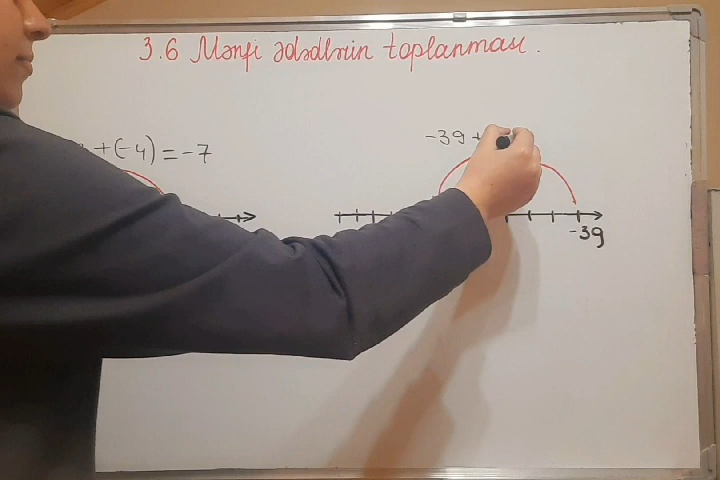 3.6 Mənfi ədədlərin toplanması.
+(-4)=-7
-39+
-39